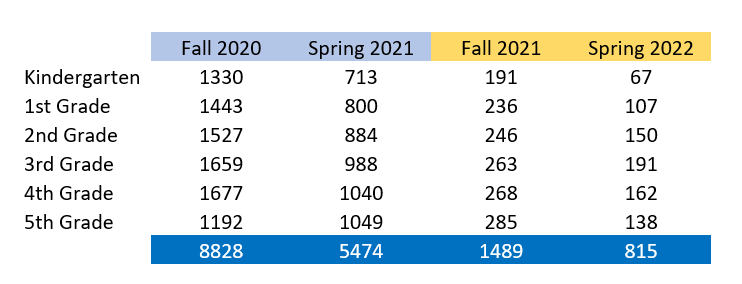 Fall 2020 Spring 2021 Fall 2021 Spring 2022
Kindergarten 1330 713 191 67
1st Grade 1443 800 236 107
2nd Grade 1527 884 246 150
3rd Grade 1659 988 263 191
4th Grade 1677 1040 268 162
5th Grade 1192 1049 285 138
8828 5474 1489 815